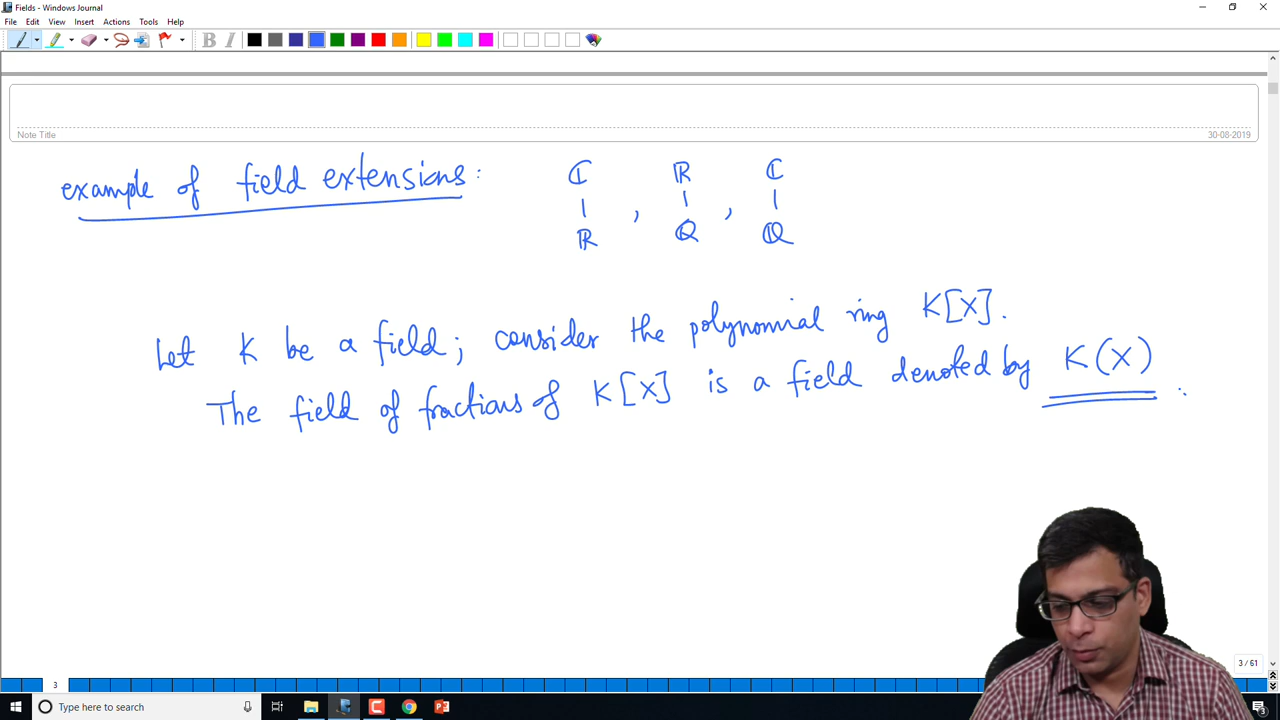 Fields - Windows Journal
File Edit View Insert Actions Tools Help
Note Title
30-08-2019
example of field extensions: ℂ ℝ ℂ
| , | , |
ℝ ℚ ℚ
Let K be a field; consider the polynomial ring K[X].
The field of fractions of K[X] is a field denoted by K(X).
3 / 61
3
Type here to search